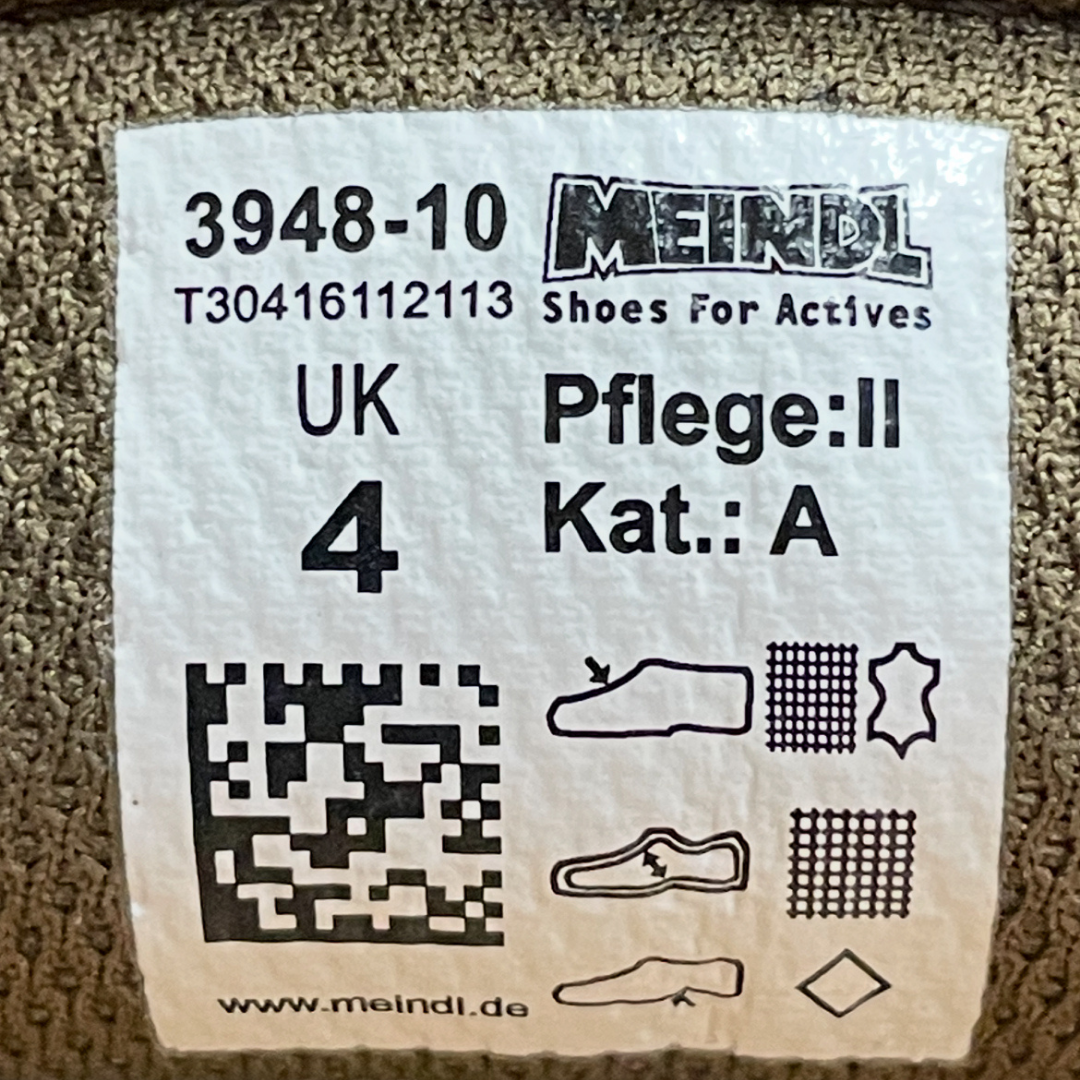 3948-10
T30416112113
UK
4
MEINDL
Shoes For Actives
Pflege:II
Kat.: A
www.meindl.de